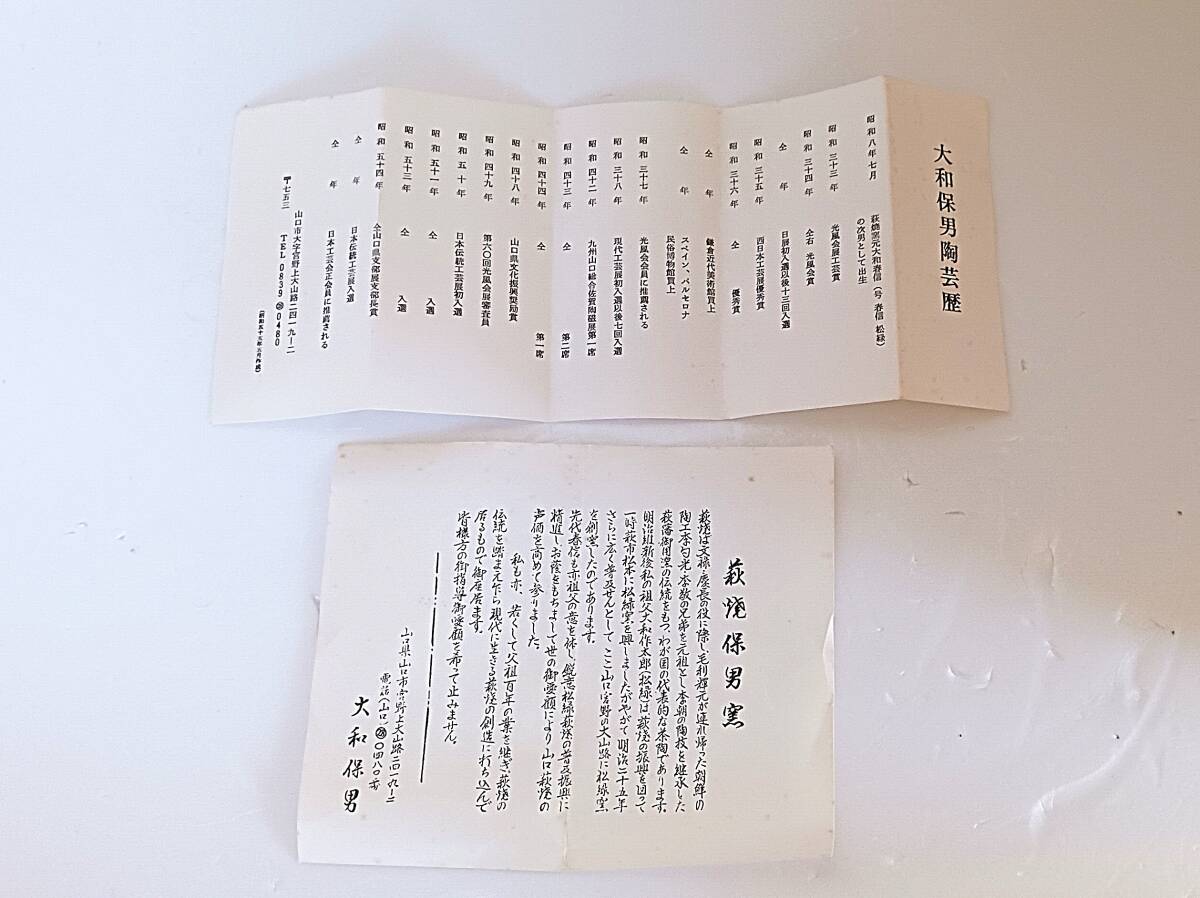 大和保男陶芸歴
昭和八年七月 萩焼窯元大和春信(号 春信 松緑)
の次男として出生
昭和三十三年 光風会展工芸賞
昭和三十四年 仝右 光風会賞
仝年 日展初入選以後十三回入選
昭和三十五年 西日本工芸展優秀賞
昭和三十六年 仝 優秀賞
仝年 鎌倉近代美術館買上
仝年 スペイン、バルセロナ
民俗博物館買上
昭和三十七年 光風会会員に推薦される
昭和三十八年 現代工芸展初入選以後七回入選
昭和四十二年 九州山口総合佐賀陶磁展第一席
昭和四十三年 仝 第二席
昭和四十四年 仝 第一席
昭和四十八年 山口県文化振興奨励賞
昭和四十九年 第六〇回光風会展審査員
昭和五十年 日本伝統工芸展初入選
昭和五十一年 仝 入選
昭和五十三年 仝 入選
昭和五十四年 仝山口県支部展支部長賞
仝年 日本伝統工芸展入選
仝年 日本工芸会正会員に推薦される
〒七五三 山口市大字宮野上大山路二四一九ー二
TEL 0839㉘0480
(昭和五十五年五月作成)
萩焼保男窯
萩焼は文禄・慶長の役に際し毛利輝元が連れ帰った朝鮮の
陶工李勺光・李敬の兄弟を元祖とし李朝の陶技を継承した
萩藩御用窯の伝統をもつわが国の代表的な茶陶であります。
明治維新後私の祖父大和作太郎(松緑)は萩焼の振興を図って
一時萩市松本に松緑窯を興しましたがやがて明治二十五年
さらに広く普及せんとしてここ山口宮野の大山路に松緑窯
を創窯したのであります。
先代春信も亦祖父の意を体し鋭意松緑萩焼の普及振興に
精進しお蔭をもちまして世の御愛顧により山口萩焼の
声価を高めて参りました。
私も亦、若くして父祖百年の業を継ぎ萩焼の
伝統を踏まえ乍ら現代に生きる萩焼の創造に打ち込んで
居るもので御座居ます。
皆様方の御指導御愛顧を希って止みません。
山口県山口市宮野上大山路二四一九ー二
電話(山口)㉘〇四八〇番
大和保男